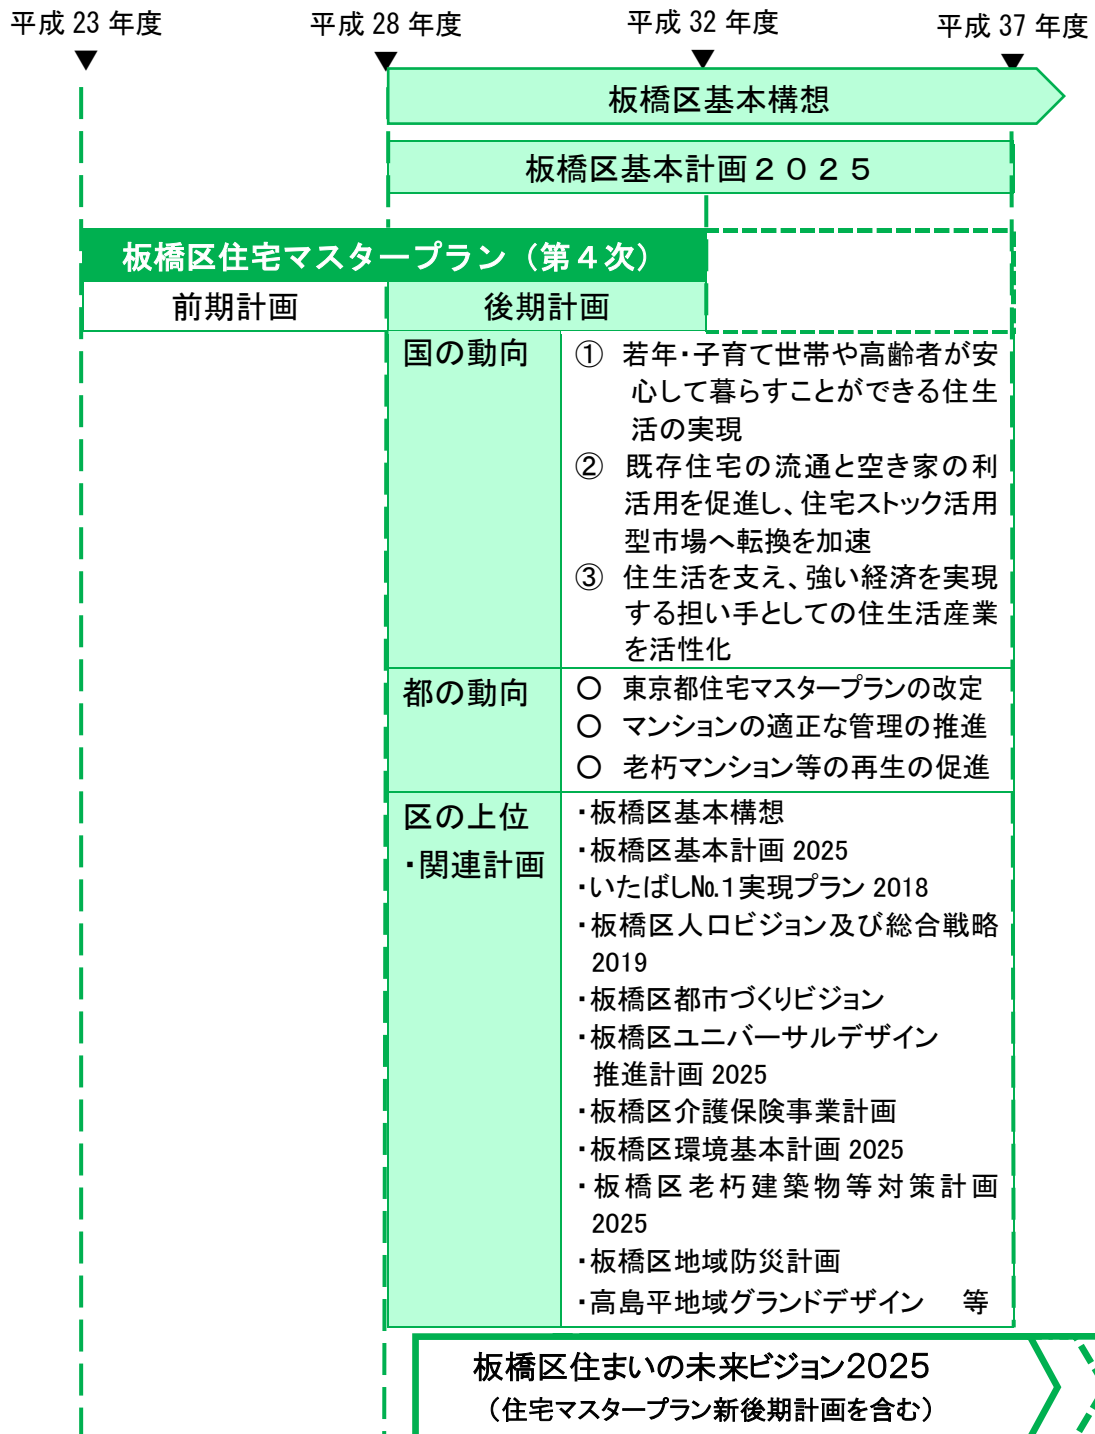 平成 23 年度
平成 28 年度
平成 32 年度
平成 37 年度
板橋区基本構想
板橋区基本計画２０２５
板橋区住宅マスタープラン（第４次）
前期計画
後期計画
国の動向
① 若年・子育て世帯や高齢者が安
心して暮らすことができる住生
活の実現
② 既存住宅の流通と空き家の利
活用を促進し、住宅ストック活用
型市場へ転換を加速
③ 住生活を支え、強い経済を実現
する担い手としての住生活産業
を活性化
都の動向
○ 東京都住宅マスタープランの改定
○ マンションの適正な管理の推進
○ 老朽マンション等の再生の促進
区の上位
・関連計画
・板橋区基本構想
・板橋区基本計画 2025
・いたばし№１実現プラン 2018
・板橋区人口ビジョン及び総合戦略
2019
・板橋区都市づくりビジョン
・板橋区ユニバーサルデザイン
推進計画 2025
・板橋区介護保険事業計画
・板橋区環境基本計画 2025
・板橋区老朽建築物等対策計画
2025
・板橋区地域防災計画
・高島平地域グランドデザイン　等
板橋区住まいの未来ビジョン2025
（住宅マスタープラン新後期計画を含む）